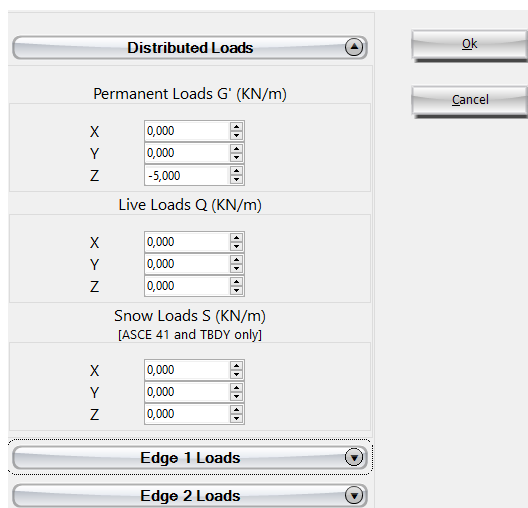 Distributed Loads
Ok
Permanent Loads G' (KN/m)
Cancel
X 0,000
Y 0,000
Z -5,000
Live Loads Q (KN/m)
X 0,000
Y 0,000
Z 0,000
Snow Loads S (KN/m)
[ASCE 41 and TBDY only]
X 0,000
Y 0,000
Z 0,000
Edge 1 Loads
Edge 2 Loads